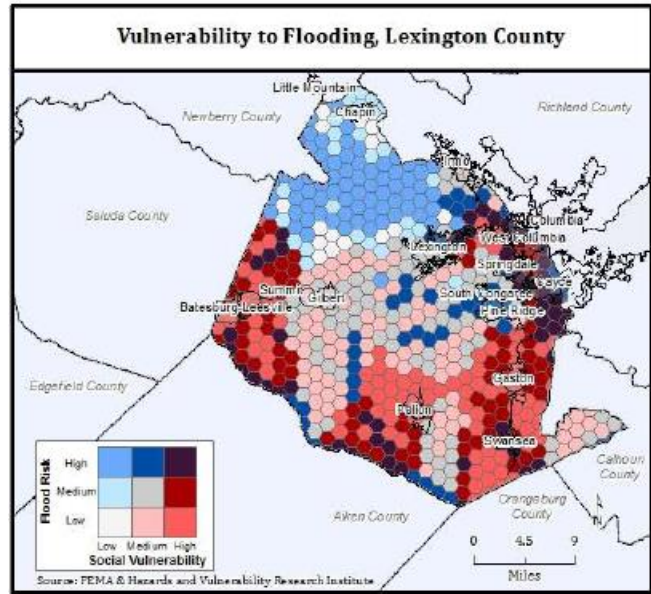 Vulnerability to Flooding, Lexington County
Little Mountain
Newberry County
Chapin
Richland County
Irmo
Saluda County
Columbia
Lexington
West Columbia
Springdale
Cayce
Summit
Gilbert
South Congaree
Batesburg-Leesville
Pine Ridge
Edgefield County
Gaston
Pelion
Swansea
Calhoun
County
Orangeburg
County
Aiken County
N
Flood Risk
High
Medium
Low
Low Medium High
Social Vulnerability
0 4.5 9
Miles
Source: FEMA & Hazards and Vulnerability Research Institute